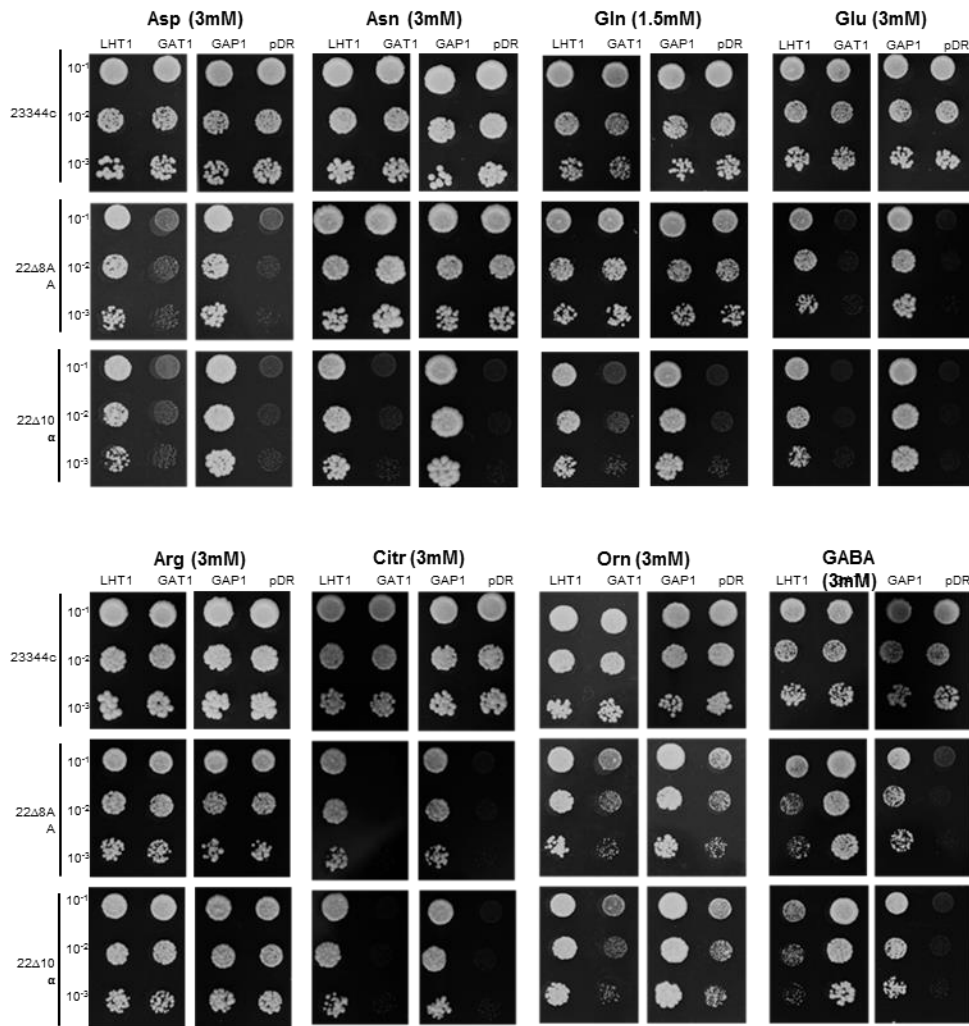 Asp (3mM) Asn (3mM) Gln (1.5mM) Glu (3mM)
LHT1 GAT1 GAP1 pDR LHT1 GAT1 GAP1 pDR LHT1 GAT1 GAP1 pDR LHT1 GAT1 GAP1 pDR
10-1
23344c 10-2
10-3
10-1
22Δ8A 10-2
A
10-3
10-1
22Δ10 10-2
α
10-3
Arg (3mM) Citr (3mM) Orn (3mM) GABA
(3mM)
LHT1 GAT1 GAP1 pDR LHT1 GAT1 GAP1 pDR LHT1 GAT1 GAP1 pDR LHT1 GAP1 pDR
10-1
23344c 10-2
10-3
10-1
22Δ8A 10-2
A
10-3
10-1
22Δ10 10-2
α
10-3